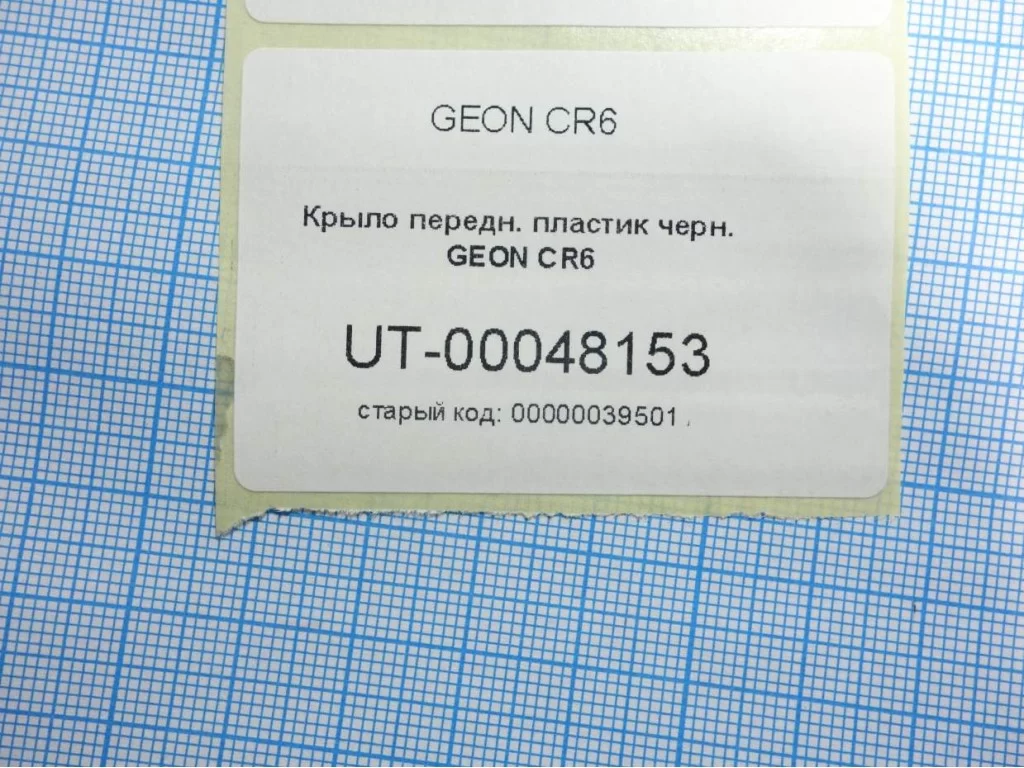 GEON CR6
Крыло передн. пластик черн.
GEON CR6
UT-00048153
старый код: 00000039501